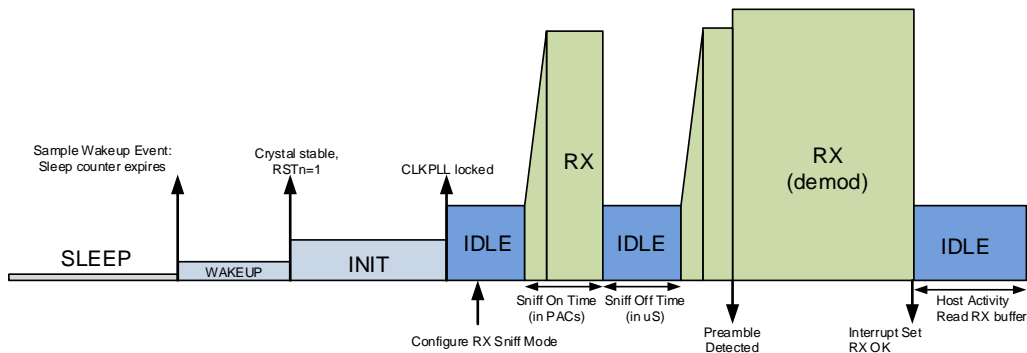 Sample Wakeup Event:
Sleep counter expires
Crystal stable,
RSTn=1
CLKPLL locked
RX
RX
(demod)
SLEEP
WAKEUP
INIT
IDLE
IDLE
IDLE
Sniff On Time
(in PACs)
Sniff Off Time
(in uS)
Host Activity
Read RX buffer
Configure RX Sniff Mode
Preamble
Detected
Interrupt Set
RX OK